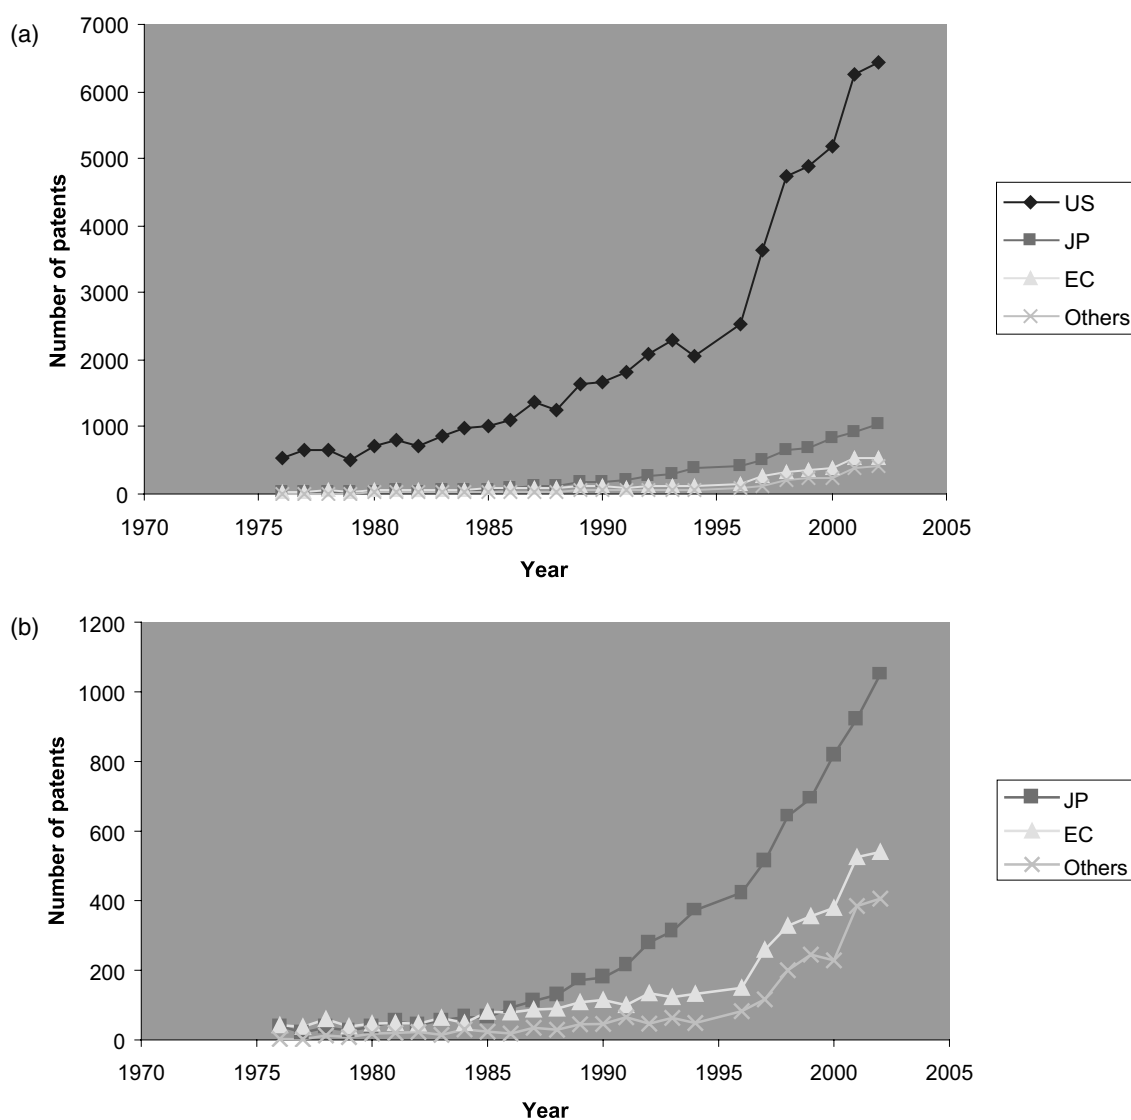 (a)
7000
6000
5000
4000
3000
2000
1000
0
1970 1975 1980 1985 1990 1995 2000 2005
Number of patents
Year
US
JP
EC
Others
(b)
1200
1000
800
600
400
200
0
1970 1975 1980 1985 1990 1995 2000 2005
Number of patents
Year
JP
EC
Others